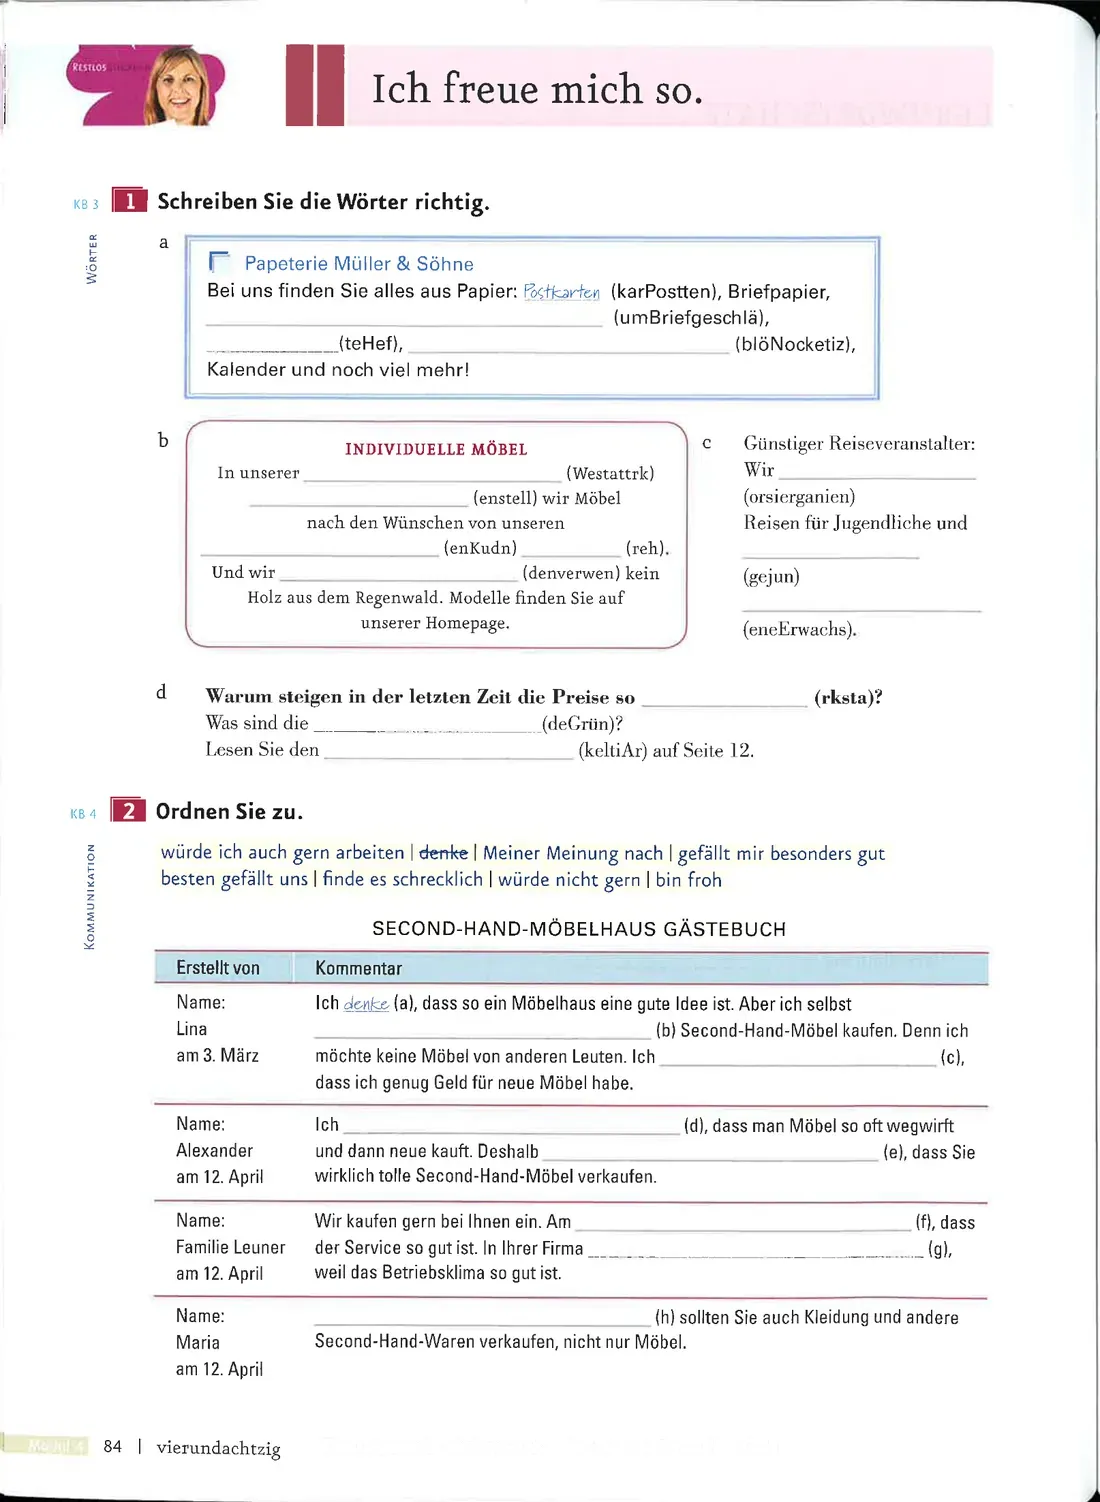 RESTLOS
Ich freue mich so.
KB 3 1 Schreiben Sie die Wörter richtig.
WÖRTER
a
Papeterie Müller & Söhne
Bei uns finden Sie alles aus Papier: Postkarten (karPostten), Briefpapier,
(umBriefgeschlä),
(teHef), (blöNocketiz),
Kalender und noch viel mehr!
b
INDIVIDUELLE MÖBEL
In unserer (Westattrk)
(enstell) wir Möbel
nach den Wünschen von unseren
(enKudn) (reh).
Und wir (denverwen) kein
Holz aus dem Regenwald. Modelle finden Sie auf
unserer Homepage.
c Günstiger Reiseveranstalter:
Wir
(orsierganien)
Reisen für Jugendliche und
(gejun)
(eneErwachs).
d Warum steigen in der letzten Zeit die Preise so (rksta)?
Was sind die (deGrün)?
Lesen Sie den (keltiAr) auf Seite 12.
KB 4 2 Ordnen Sie zu.
KOMMUNIKATION
würde ich auch gern arbeiten | denke | Meiner Meinung nach | gefällt mir besonders gut
besten gefällt uns | finde es schrecklich | würde nicht gern | bin froh
SECOND-HAND-MÖBELHAUS GÄSTEBUCH
Erstellt von Kommentar
Name: Ich denke (a), dass so ein Möbelhaus eine gute Idee ist. Aber ich selbst
Lina (b) Second-Hand-Möbel kaufen. Denn ich
am 3. März möchte keine Möbel von anderen Leuten. Ich (c),
dass ich genug Geld für neue Möbel habe.
Name: Ich (d), dass man Möbel so oft wegwirft
Alexander und dann neue kauft. Deshalb (e), dass Sie
am 12. April wirklich tolle Second-Hand-Möbel verkaufen.
Name: Wir kaufen gern bei Ihnen ein. Am (f), dass
Familie Leuner der Service so gut ist. In Ihrer Firma (g),
am 12. April weil das Betriebsklima so gut ist.
Name: (h) sollten Sie auch Kleidung und andere
Maria Second-Hand-Waren verkaufen, nicht nur Möbel.
am 12. April
Modul 4 84 | vierundachtzig